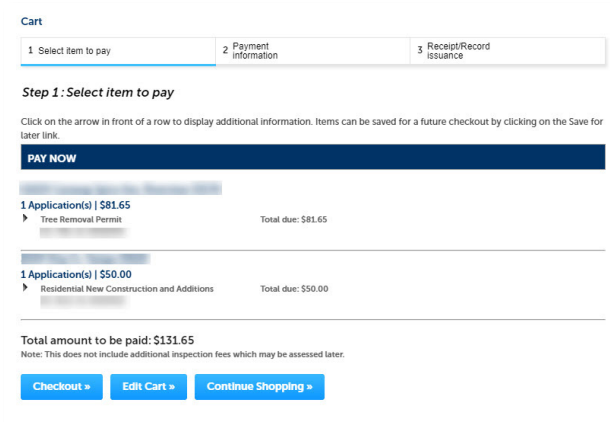 Cart
1 Select item to pay
2 Payment information
3 Receipt/Record issuance
Step 1: Select item to pay
Click on the arrow in front of a row to display additional information. Items can be saved for a future checkout by clicking on the Save for
later link.
PAY NOW
1 Application(s) | $81.65
Tree Removal Permit Total due: $81.65
1 Application(s) | $50.00
Residential New Construction and Additions Total due: $50.00
Total amount to be paid: $131.65
Note: This does not include additional inspection fees which may be assessed later.
Checkout » Edit Cart » Continue Shopping »